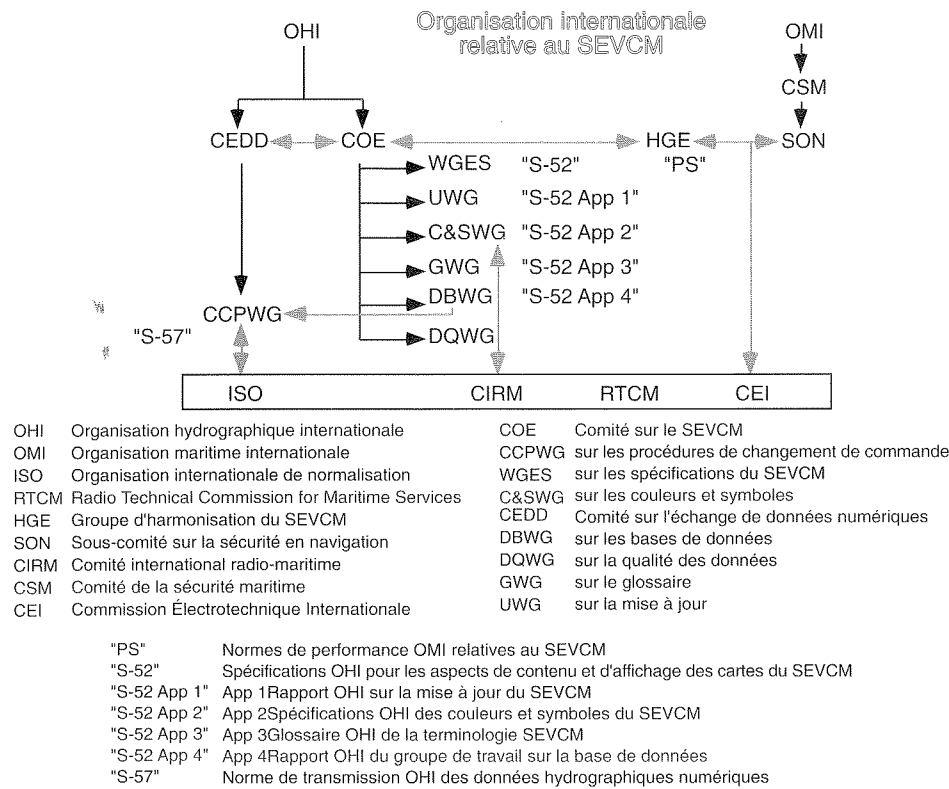 Organisation internationale
relative au SEVCM
OHI
OMI
CSM
CEDD
COE
HGE
SON
WGES "S-52"
"PS"
UWG "S-52 App 1"
C&SWG "S-52 App 2"
GWG "S-52 App 3"
DBWG "S-52 App 4"
CCPWG
"S-57"
DQWG
ISO CIRM RTCM CEI
OHI Organisation hydrographique internationale
OMI Organisation maritime internationale
ISO Organisation internationale de normalisation
RTCM Radio Technical Commission for Maritime Services
HGE Groupe d'harmonisation du SEVCM
SON Sous-comité sur la sécurité en navigation
CIRM Comité international radio-maritime
CSM Comité de la sécurité maritime
CEI Commission Électrotechnique Internationale
COE Comité sur le SEVCM
CCPWG sur les procédures de changement de commande
WGES sur les spécifications du SEVCM
C&SWG sur les couleurs et symboles
CEDD Comité sur l'échange de données numériques
DBWG sur les bases de données
DQWG sur la qualité des données
GWG sur le glossaire
UWG sur la mise à jour
"PS" Normes de performance OMI relatives au SEVCM
"S-52" Spécifications OHI pour les aspects de contenu et d'affichage des cartes du SEVCM
"S-52 App 1" App 1Rapport OHI sur la mise à jour du SEVCM
"S-52 App 2" App 2Spécifications OHI des couleurs et symboles du SEVCM
"S-52 App 3" App 3Glossaire OHI de la terminologie SEVCM
"S-52 App 4" App 4Rapport OHI du groupe de travail sur la base de données
"S-57" Norme de transmission OHI des données hydrographiques numériques